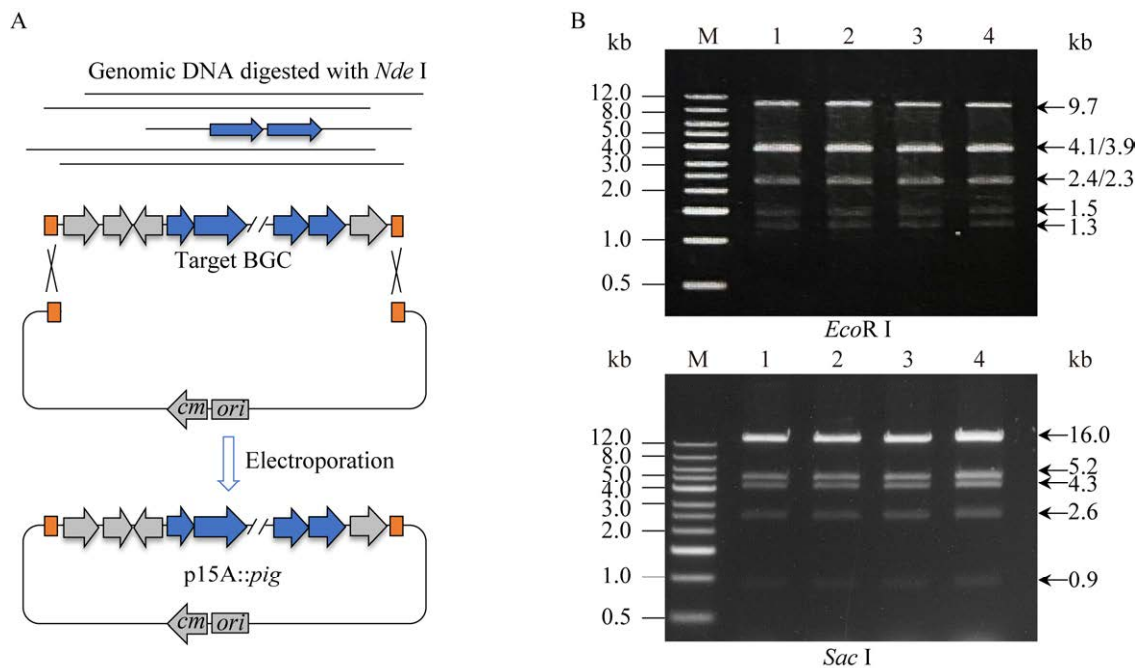 A
Genomic DNA digested with Nde I
Target BGC
cm ori
Electroporation
p15A::pig
cm ori
B
kb M 1 2 3 4 kb
12.0
8.0
5.0
4.0
3.0
2.0
1.0
0.5
9.7
4.1/3.9
2.4/2.3
1.5
1.3
EcoR I
kb M 1 2 3 4 kb
12.0
8.0
5.0
4.0
3.0
2.0
1.0
0.5
16.0
5.2
4.3
2.6
0.9
Sac I